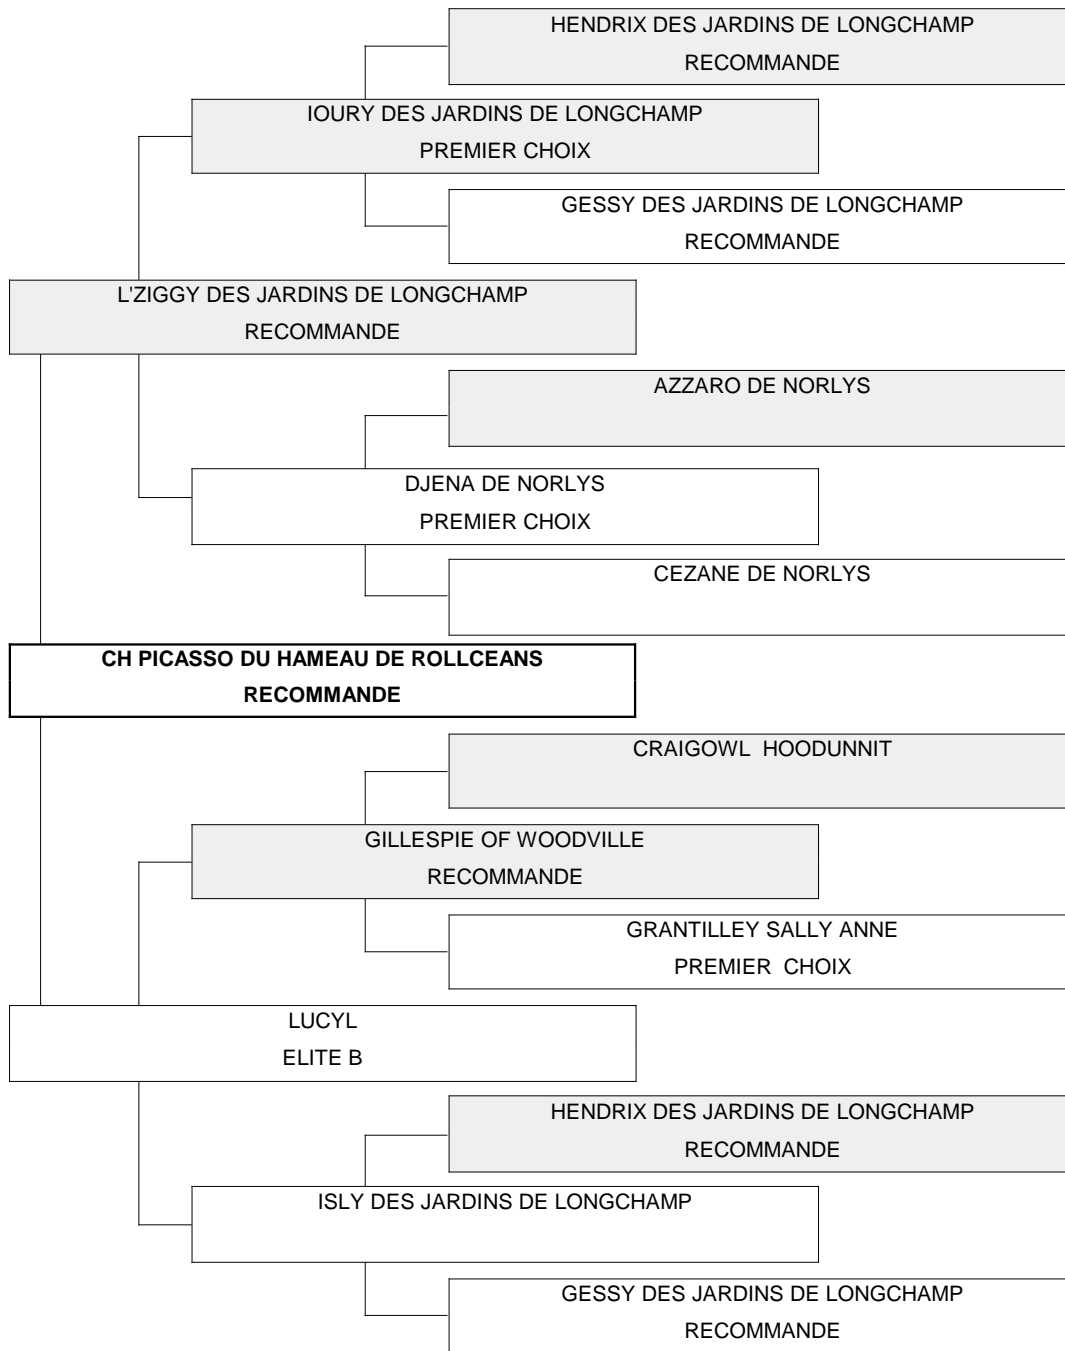 HENDRIX DES JARDINS DE LONGCHAMP
RECOMMANDE
IOURY DES JARDINS DE LONGCHAMP
PREMIER CHOIX
GESSY DES JARDINS DE LONGCHAMP
RECOMMANDE
L'ZIGGY DES JARDINS DE LONGCHAMP
RECOMMANDE
AZZARO DE NORLYS
DJENA DE NORLYS
PREMIER CHOIX
CEZANE DE NORLYS
CH PICASSO DU HAMEAU DE ROLLCEANS
RECOMMANDE
CRAIGOWL HOODUNNIT
GILLESPIE OF WOODVILLE
RECOMMANDE
GRANTILLEY SALLY ANNE
PREMIER CHOIX
LUCYL
ELITE B
HENDRIX DES JARDINS DE LONGCHAMP
RECOMMANDE
ISLY DES JARDINS DE LONGCHAMP
GESSY DES JARDINS DE LONGCHAMP
RECOMMANDE